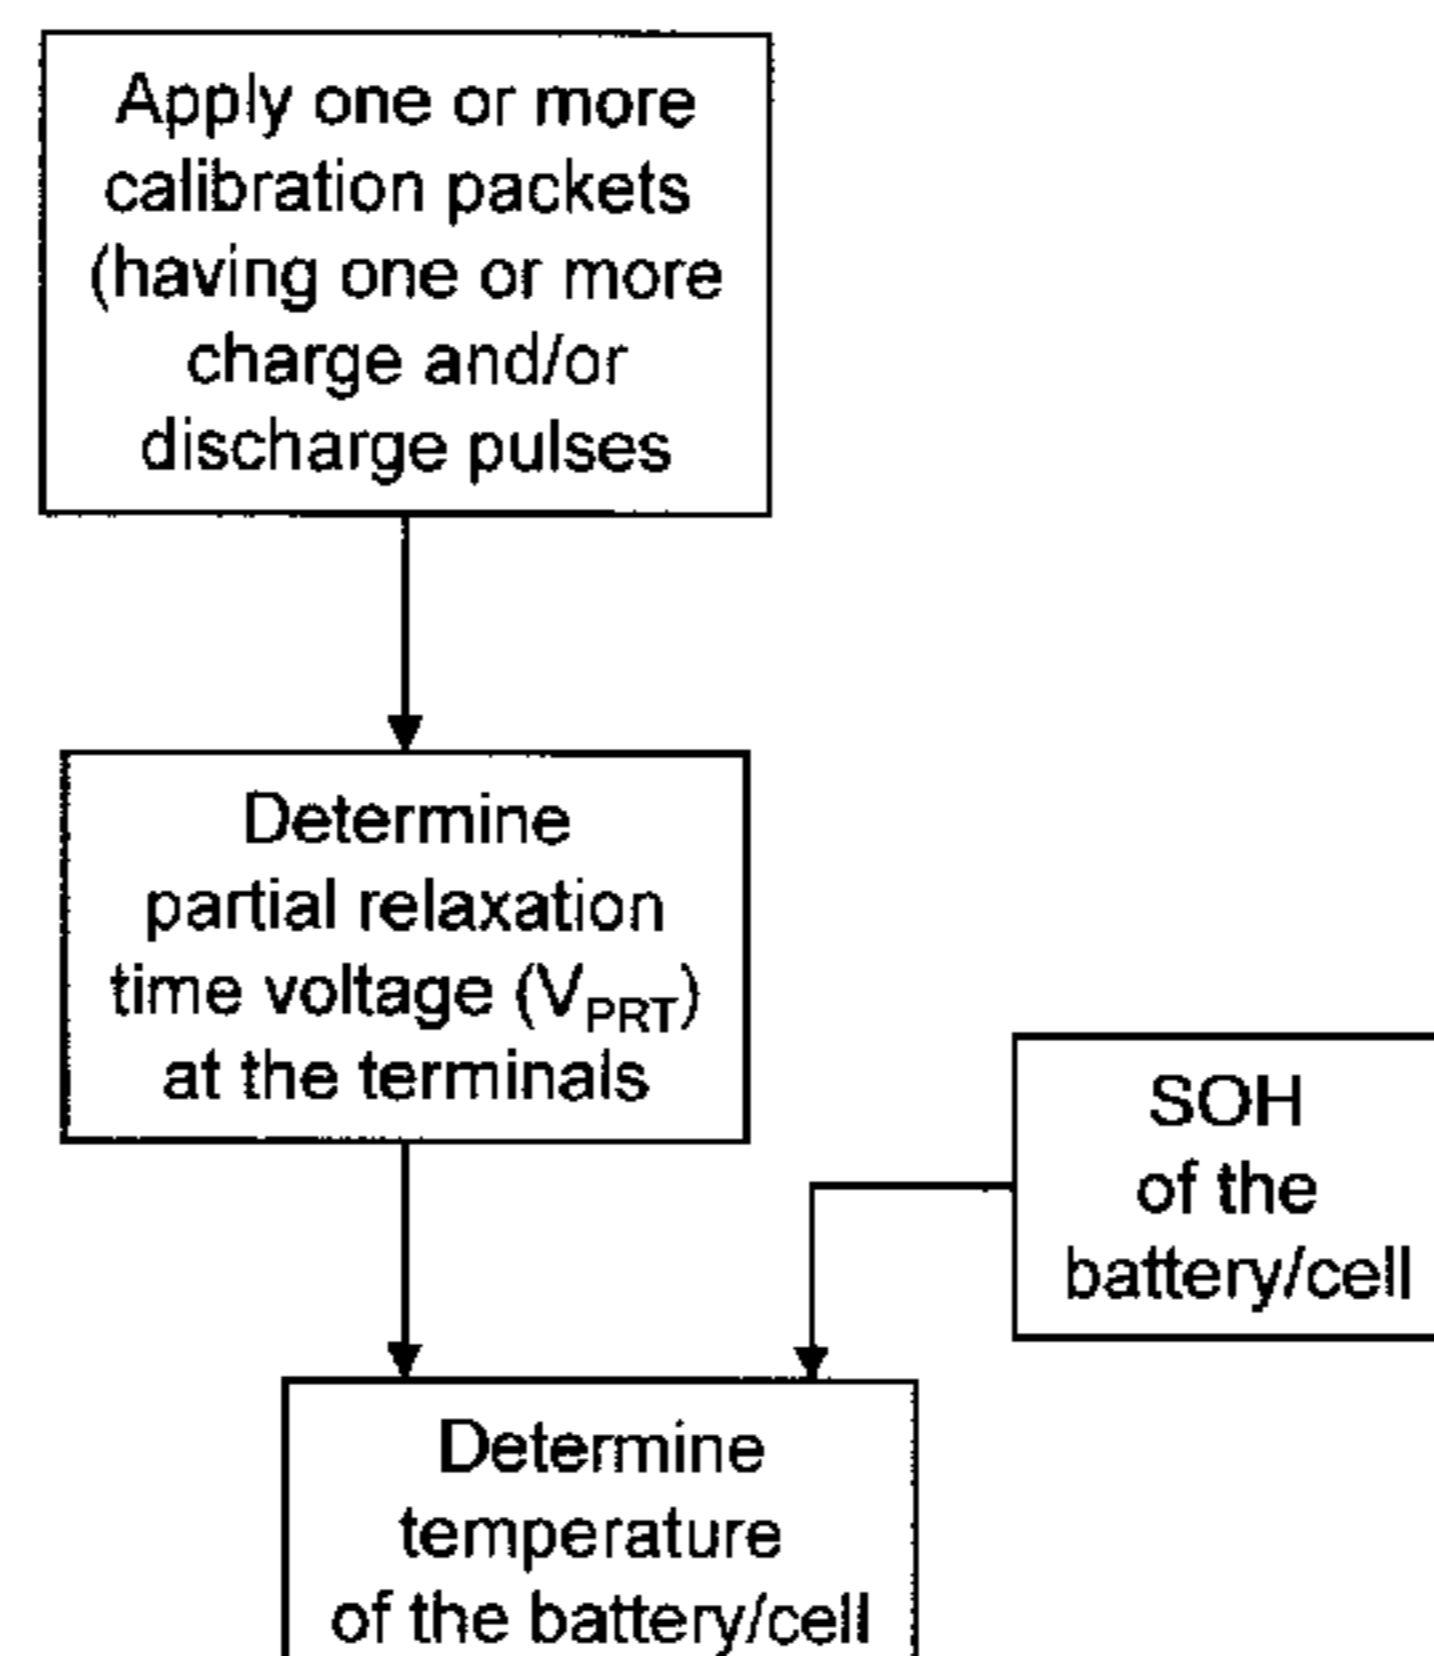 Apply one or more
calibration packets
(having one or more
charge and/or
discharge pulses
Determine
partial relaxation
time voltage (V_PRT)
at the terminals
SOH
of the
battery/cell
Determine
temperature
of the battery/cell